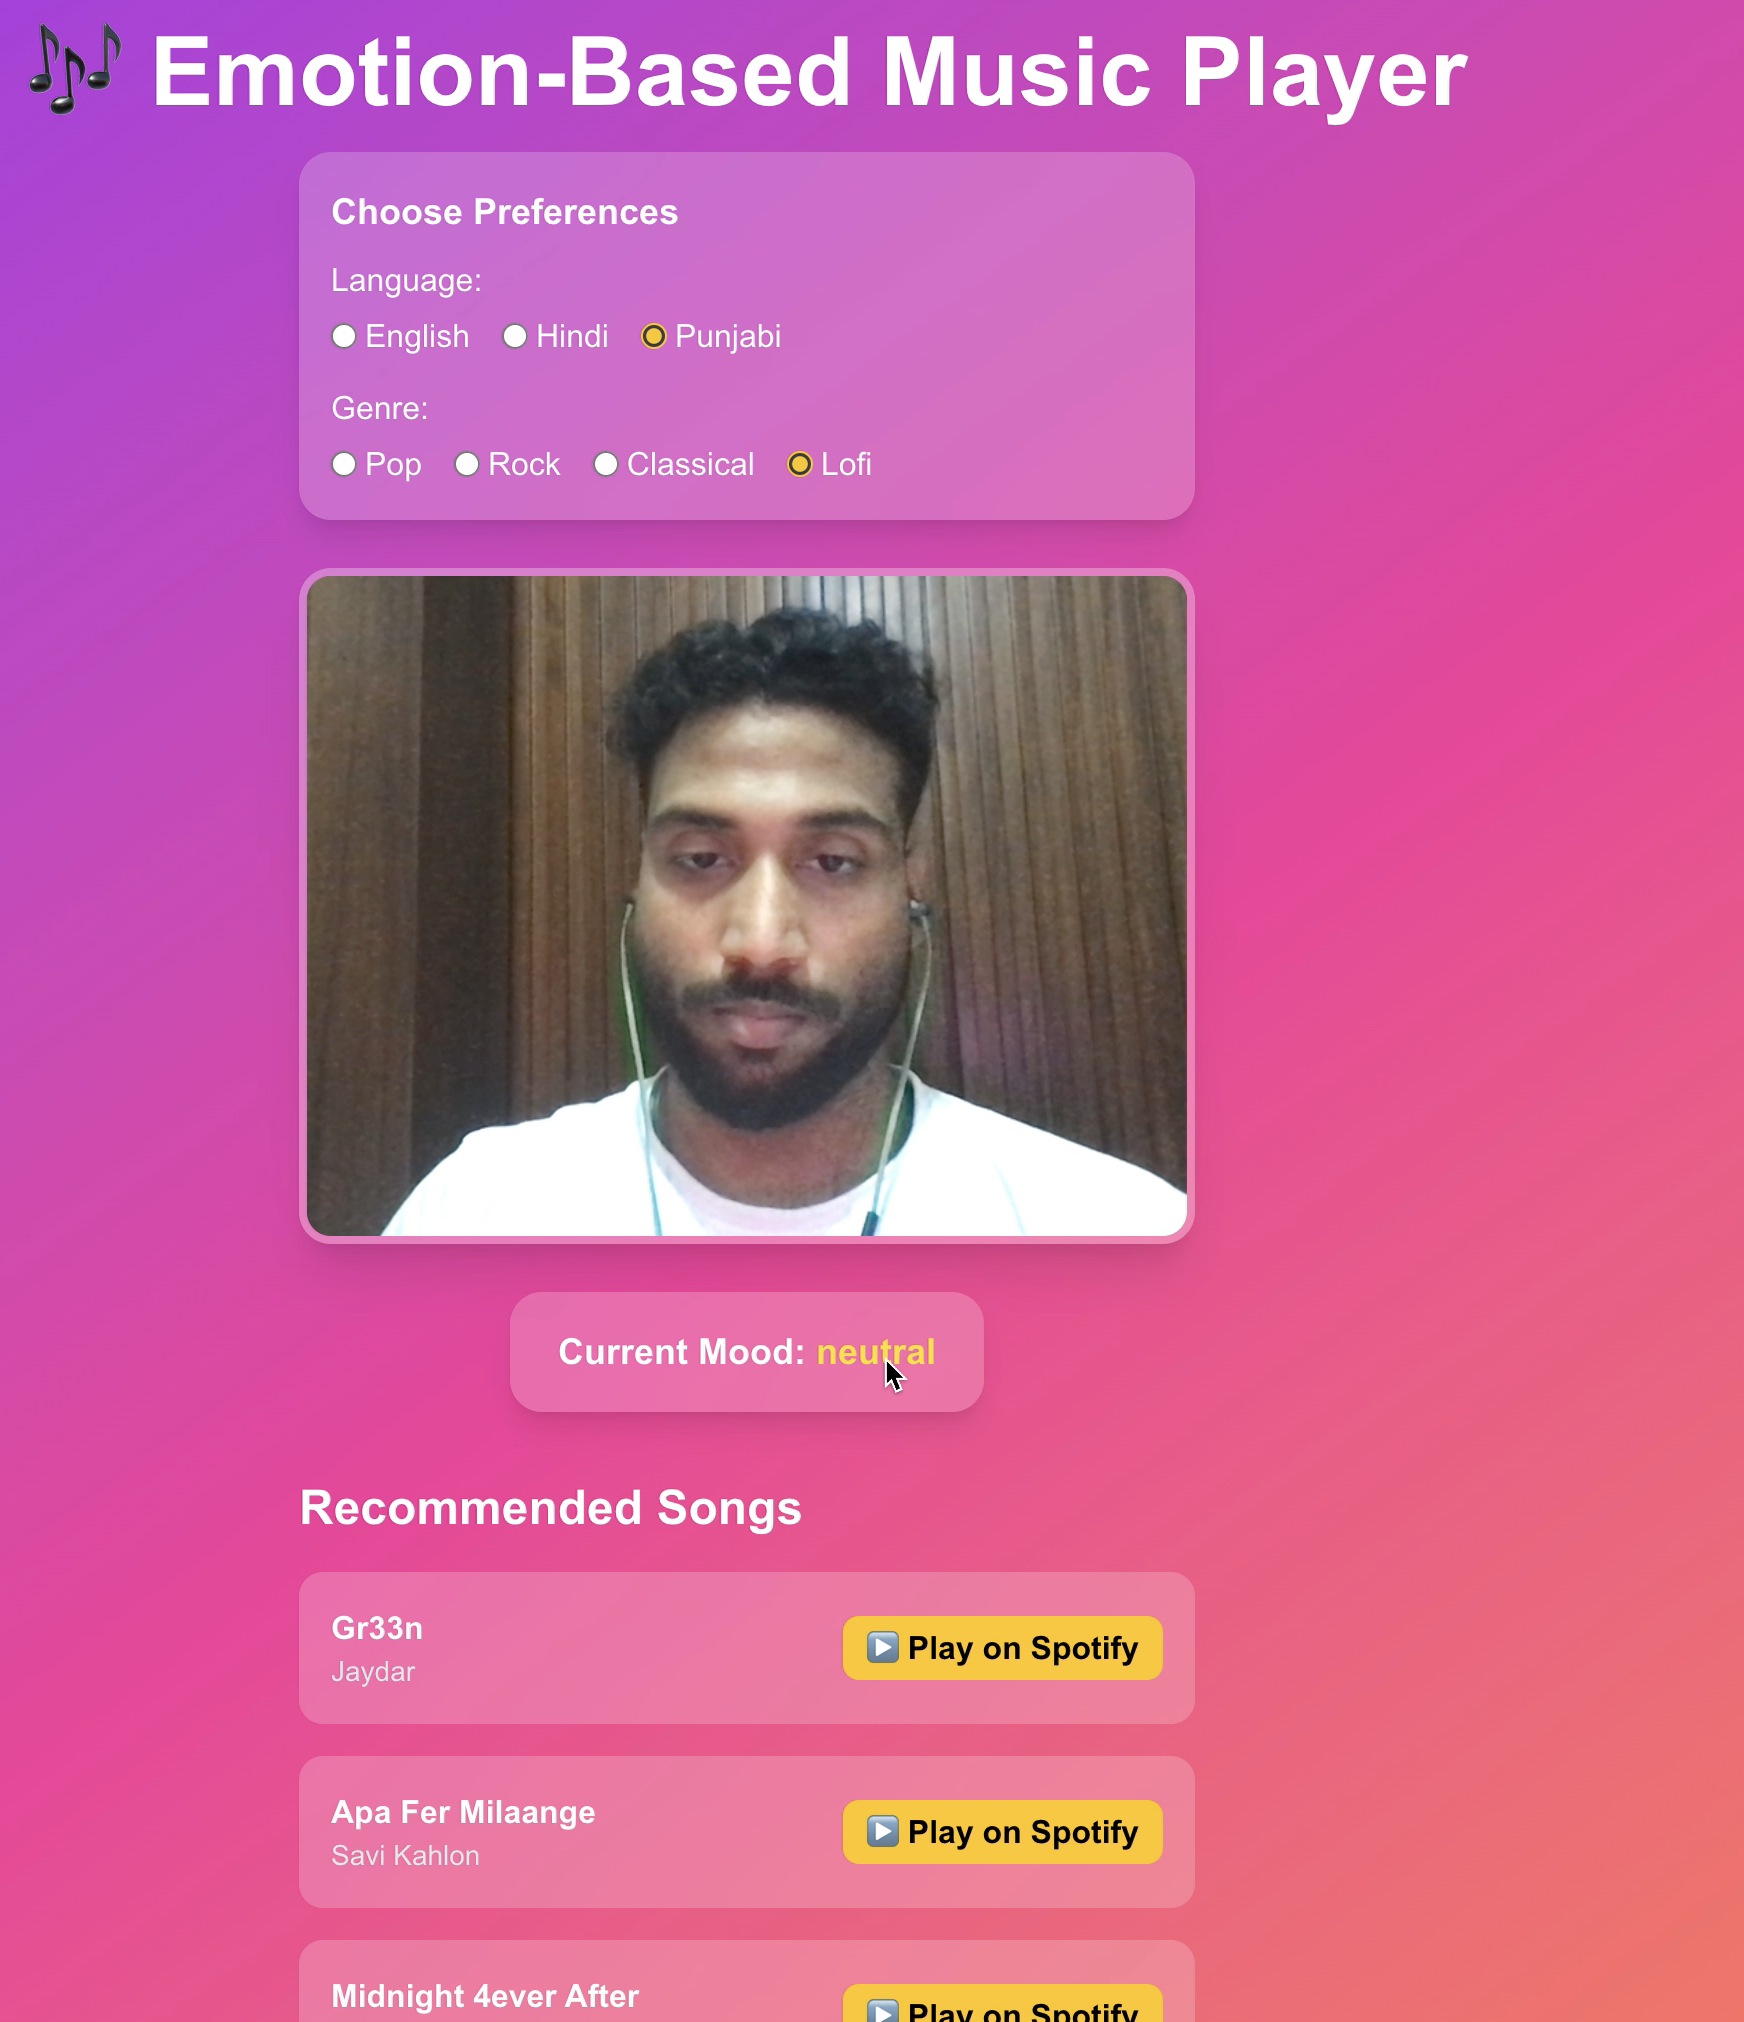 🎶 Emotion-Based Music Player
Choose Preferences
Language:
English Hindi Punjabi
Genre:
Pop Rock Classical Lofi
Current Mood: neutral
Recommended Songs
Gr33n
Jaydar
▶️ Play on Spotify
Apa Fer Milaange
Savi Kahlon
▶️ Play on Spotify
Midnight 4ever After
▶️ Play on Spotify